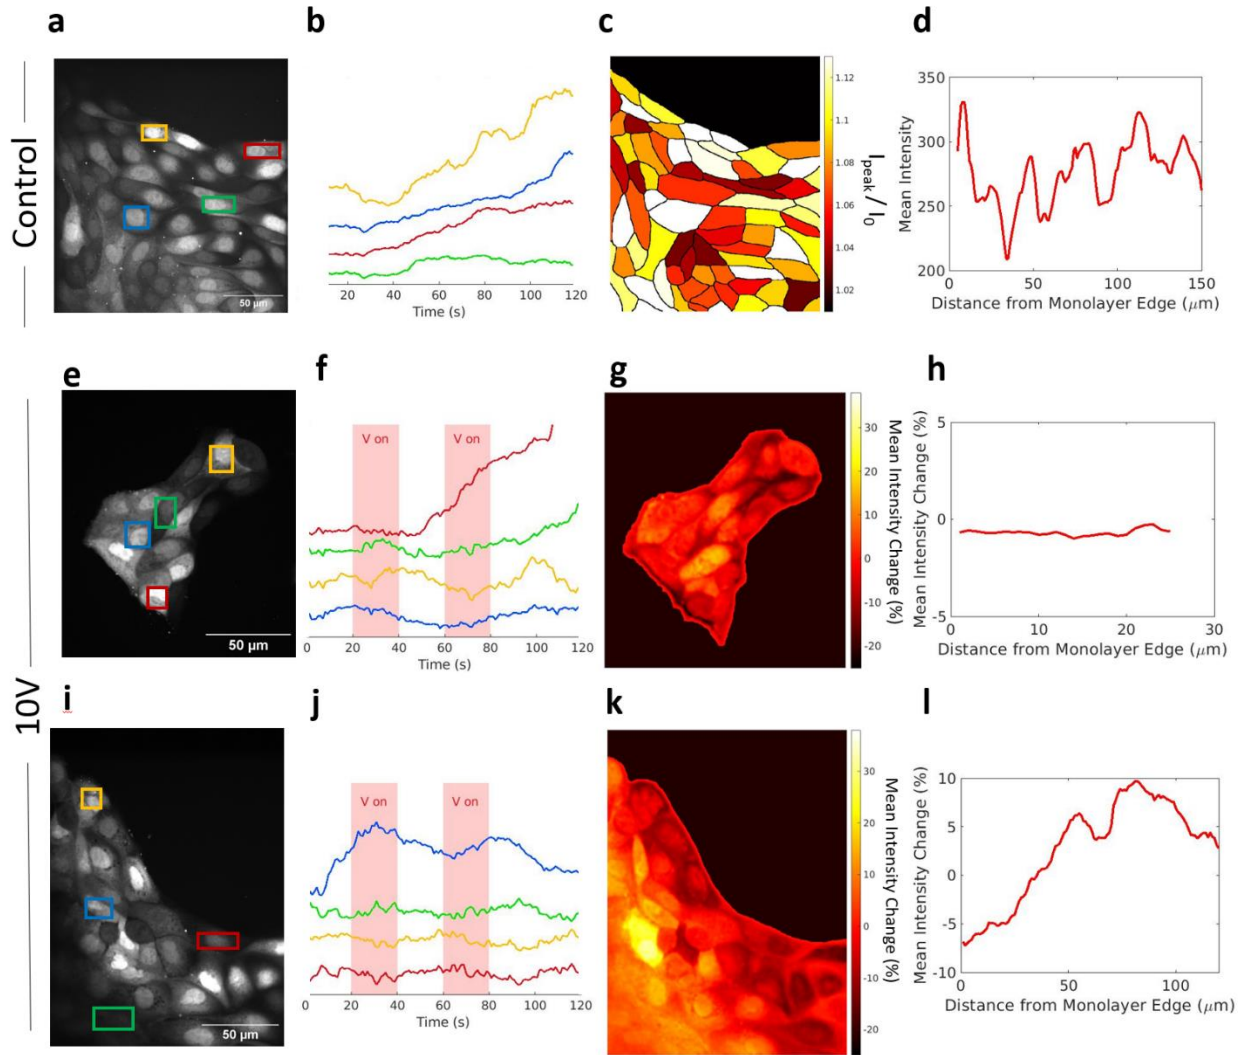 a
b
c
d
Control
50 μm
20 40 60 80 100 120
Time (s)
1.12
1.10
1.08
1.06
1.04
1.02
I_peak / I_0
350
300
250
200
Mean Intensity
0 50 100 150
Distance from Monolayer Edge (μm)
e
f
g
h
10V
50 μm
V on V on
0 20 40 60 80 100 120
Time (s)
30
20
10
0
-10
-20
Mean Intensity Change (%)
5
0
-5
Mean Intensity Change (%)
0 10 20 30
Distance from Monolayer Edge (μm)
i
j
k
l
50 μm
V on V on
20 40 60 80 100 120
Time (s)
30
20
10
0
-10
-20
Mean Intensity Change (%)
10
5
0
-5
-10
Mean Intensity Change (%)
0 50 100
Distance from Monolayer Edge (μm)